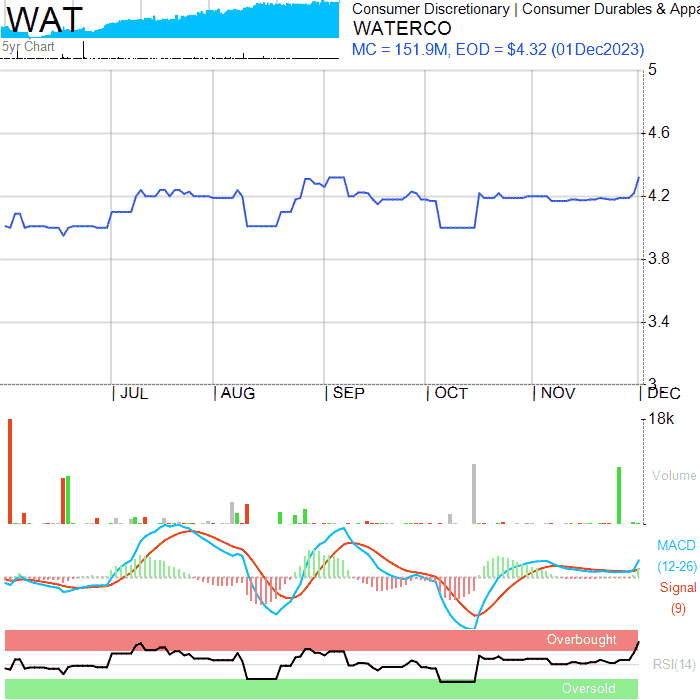 WAT
5yr Chart
Consumer Discretionary | Consumer Durables & Appa
WATERCO
MC = 151.9M, EOD = $4.32 (01Dec2023)
5
4.6
4.2
3.8
3.4
3
JUL
AUG
SEP
OCT
NOV
DEC
18k
Volume
MACD
(12-26)
Signal
(9)
Overbought
RSI(14)
Oversold